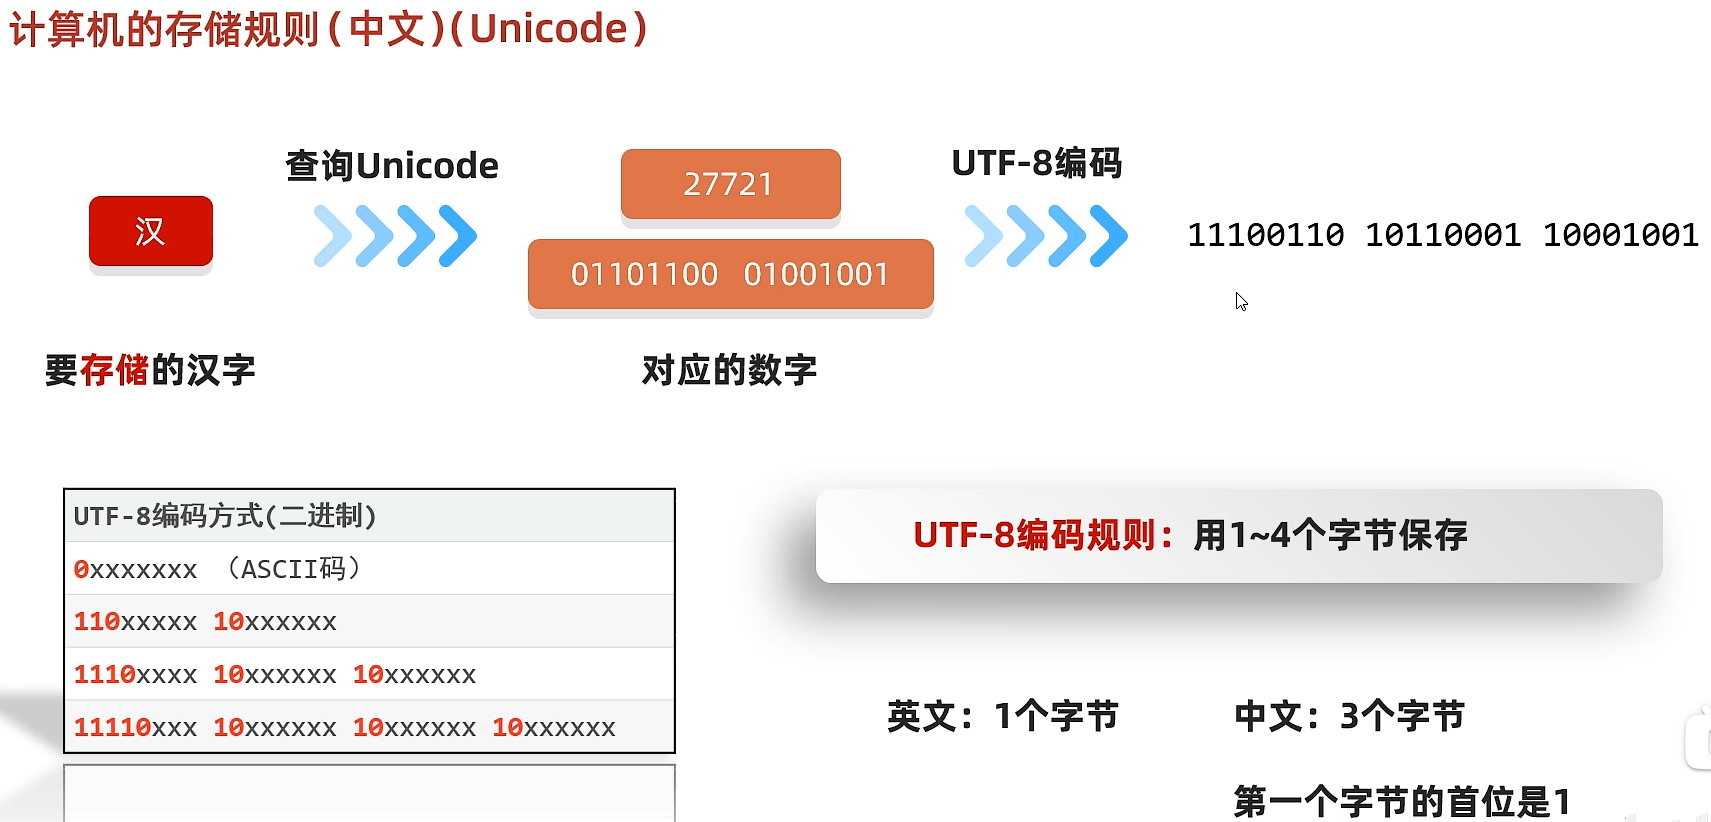 计算机的存储规则(中文)(Unicode)
查询Unicode
UTF-8编码
汉
27721
01101100 01001001
11100110 10110001 10001001
要存储的汉字
对应的数字
UTF-8编码方式(二进制)
0xxxxxxx （ASCII码）
110xxxxx 10xxxxxx
1110xxxx 10xxxxxx 10xxxxxx
11110xxx 10xxxxxx 10xxxxxx 10xxxxxx
UTF-8编码规则：用1~4个字节保存
英文：1个字节
中文：3个字节
第一个字节的首位是1